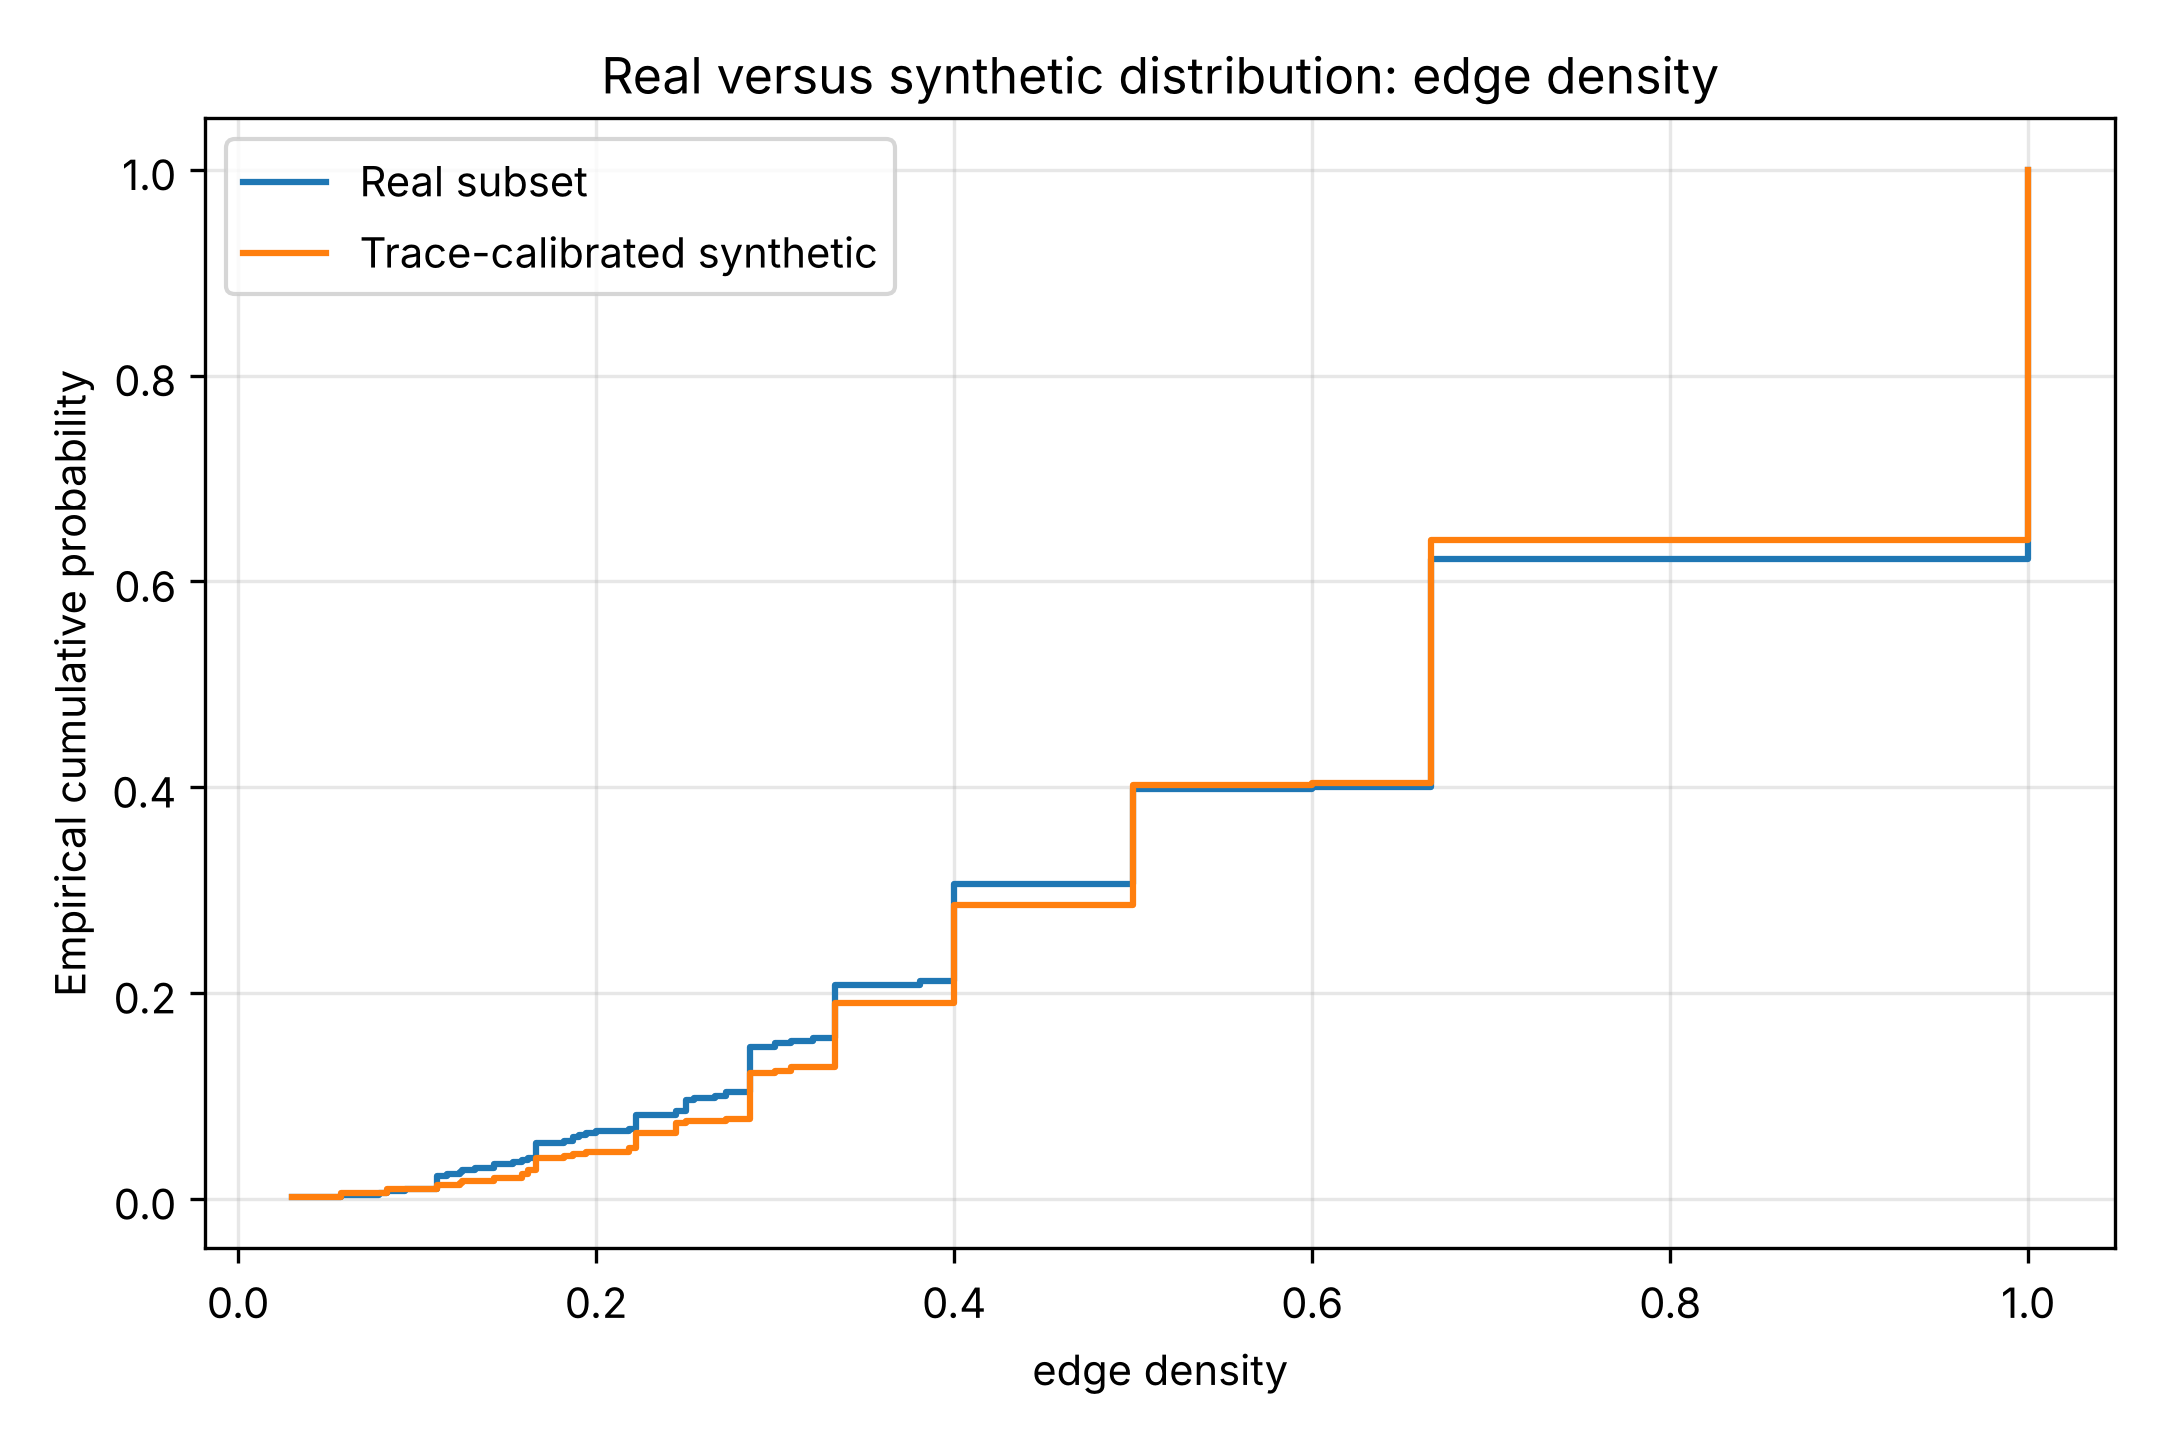 Real versus synthetic distribution: edge density
Real subset
Trace-calibrated synthetic
Empirical cumulative probability
1.0
0.8
0.6
0.4
0.2
0.0
0.0 0.2 0.4 0.6 0.8 1.0
edge density